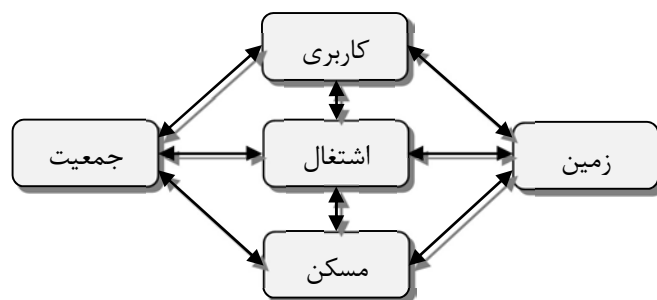 کاربری
زمین
اشتغال
جمعیت
مسکن